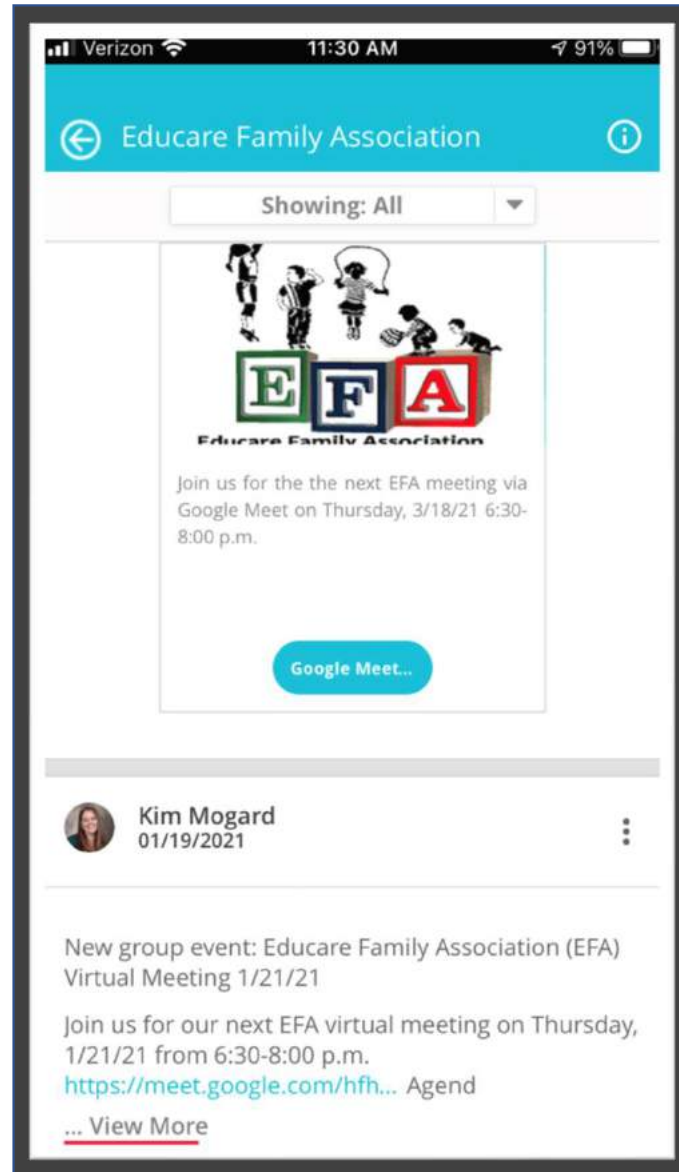 Verizon 11:30 AM 91%
Educare Family Association
Showing: All
E F A
Educare Family Association
Join us for the the next EFA meeting via
Google Meet on Thursday, 3/18/21 6:30-
8:00 p.m.
Google Meet...
Kim Mogard
01/19/2021
New group event: Educare Family Association (EFA)
Virtual Meeting 1/21/21
Join us for our next EFA virtual meeting on Thursday,
1/21/21 from 6:30-8:00 p.m.
https://meet.google.com/hfh... Agend
... View More